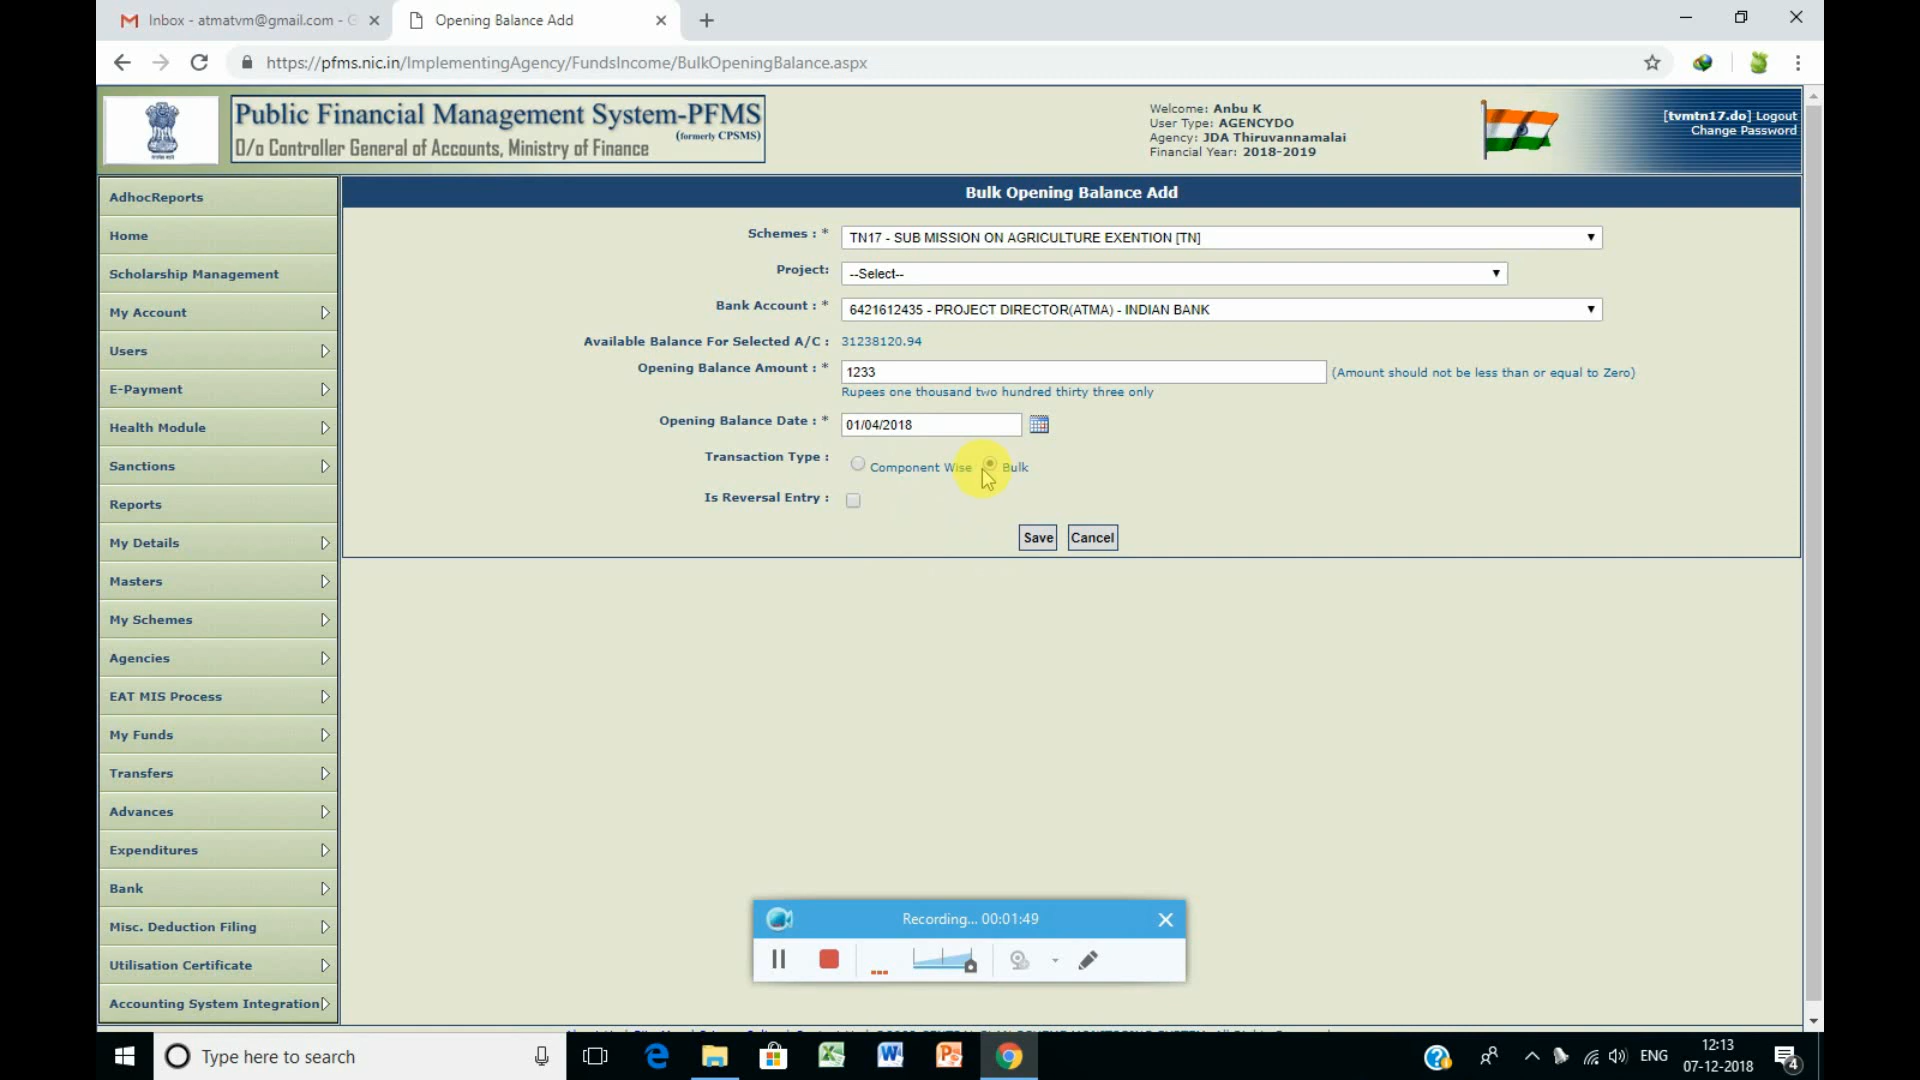 Inbox - atmatvm@gmail.com - G
Opening Balance Add
https://pfms.nic.in/ImplementingAgency/FundsIncome/BulkOpeningBalance.aspx
Public Financial Management System-PFMS
(formerly CPSMS)
O/o Controller General of Accounts, Ministry of Finance
Welcome: Anbu K
User Type: AGENCYDO
Agency: JDA Thiruvannamalai
Financial Year: 2018-2019
[tvmtn17.do] Logout
Change Password
AdhocReports
Home
Scholarship Management
My Account
Users
E-Payment
Health Module
Sanctions
Reports
My Details
Masters
My Schemes
Agencies
EAT MIS Process
My Funds
Transfers
Advances
Expenditures
Bank
Misc. Deduction Filing
Utilisation Certificate
Accounting System Integration
Bulk Opening Balance Add
Schemes : * TN17 - SUB MISSION ON AGRICULTURE EXENTION [TN]
Project: --Select--
Bank Account : * 6421612435 - PROJECT DIRECTOR(ATMA) - INDIAN BANK
Available Balance For Selected A/C : 31238120.94
Opening Balance Amount : * 1233 (Amount should not be less than or equal to Zero)
Rupees one thousand two hundred thirty three only
Opening Balance Date : * 01/04/2018
Transaction Type : Component Wise Bulk
Is Reversal Entry :
Save Cancel
Recording... 00:01:49
Type here to search
ENG
12:13
07-12-2018
4